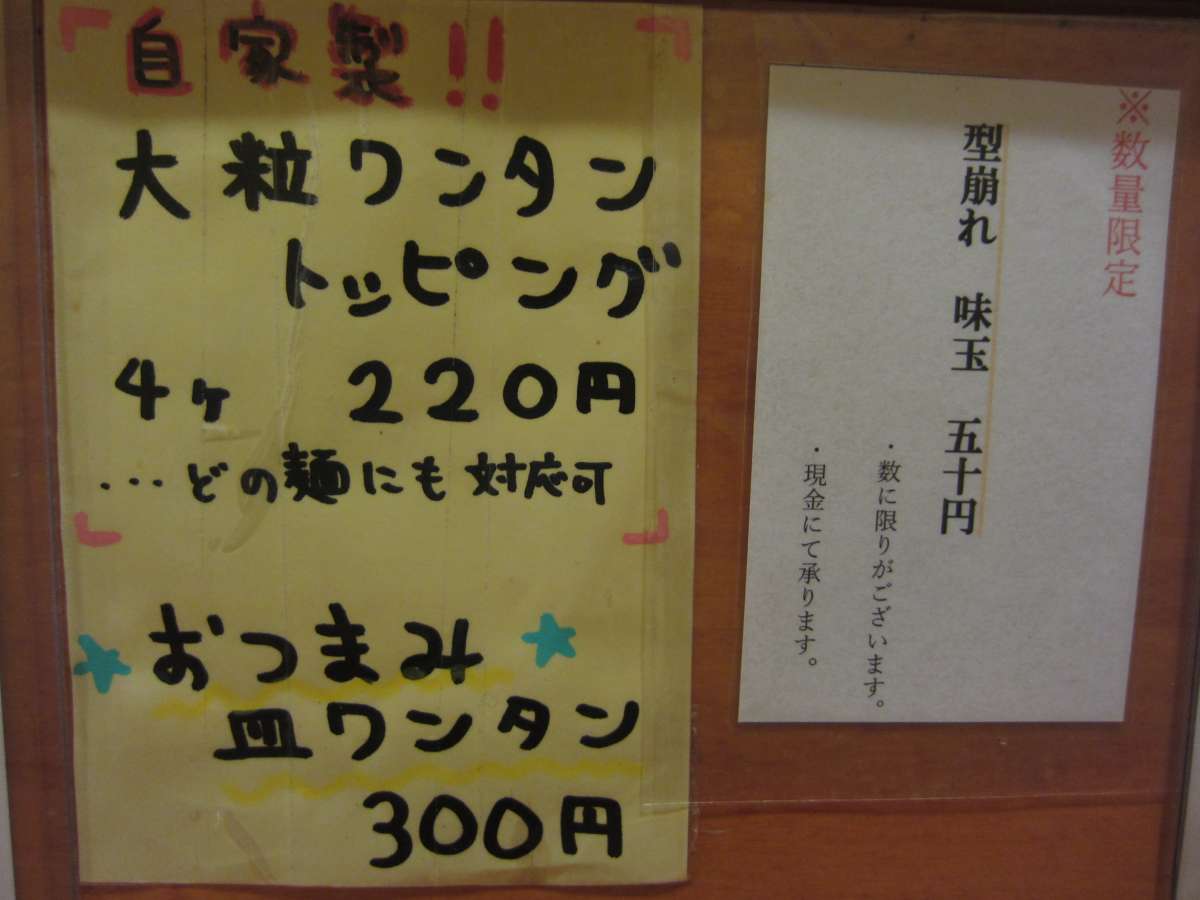 自家製!!
大粒ワンタン
トッピング
4ヶ 220円
…どの麺にも対応可
おつまみ
皿ワンタン
300円
※数量限定
型崩れ 味玉 五十円
・数に限りがございます。
・現金にて承ります。